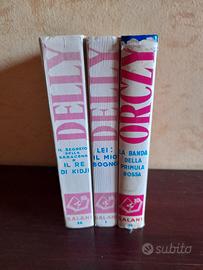 DELLY
IL SEGRETO
DELLA
SARACENA
IL RE
DI KIDJI
SALANI
DELLY
LEI:
IL MIO
SOGNO
SALANI
ORCZY
LA BANDA
DELLA
PRIMULA
ROSSA
SALANI
subito